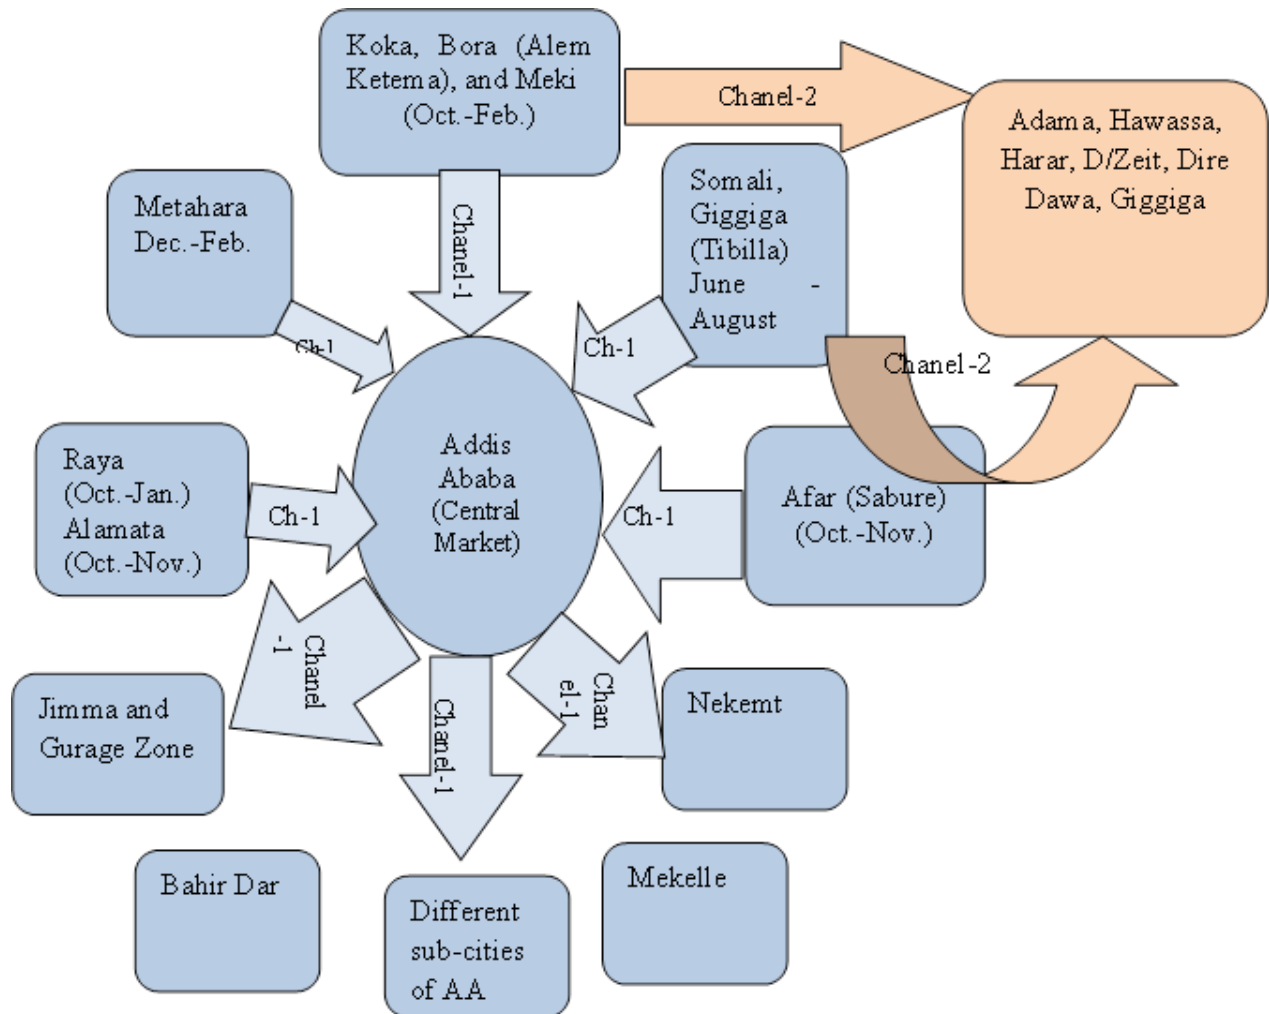 Koka, Bora (Alem
Ketema), and Meki
(Oct.-Feb.)
Chanel-2
Adama, Hawassa,
Harar, D/Zeit, Dire
Dawa, Giggiga
Metahara
Dec.-Feb.
Chanel-1
Somali,
Giggiga
(Tibilla)
June -
August
Ch-1
Ch-1
Chanel-2
Raya
(Oct.-Jan.)
Alamata
(Oct.-Nov.)
Ch-1
Addis
Ababa
(Central
Market)
Ch-1
Afar (Sabure)
(Oct.-Nov.)
Chanel
-1
Chanel-1
Chan
el-1
Jimma and
Gurage Zone
Nekemt
Bahir Dar
Different
sub-cities
of AA
Mekelle